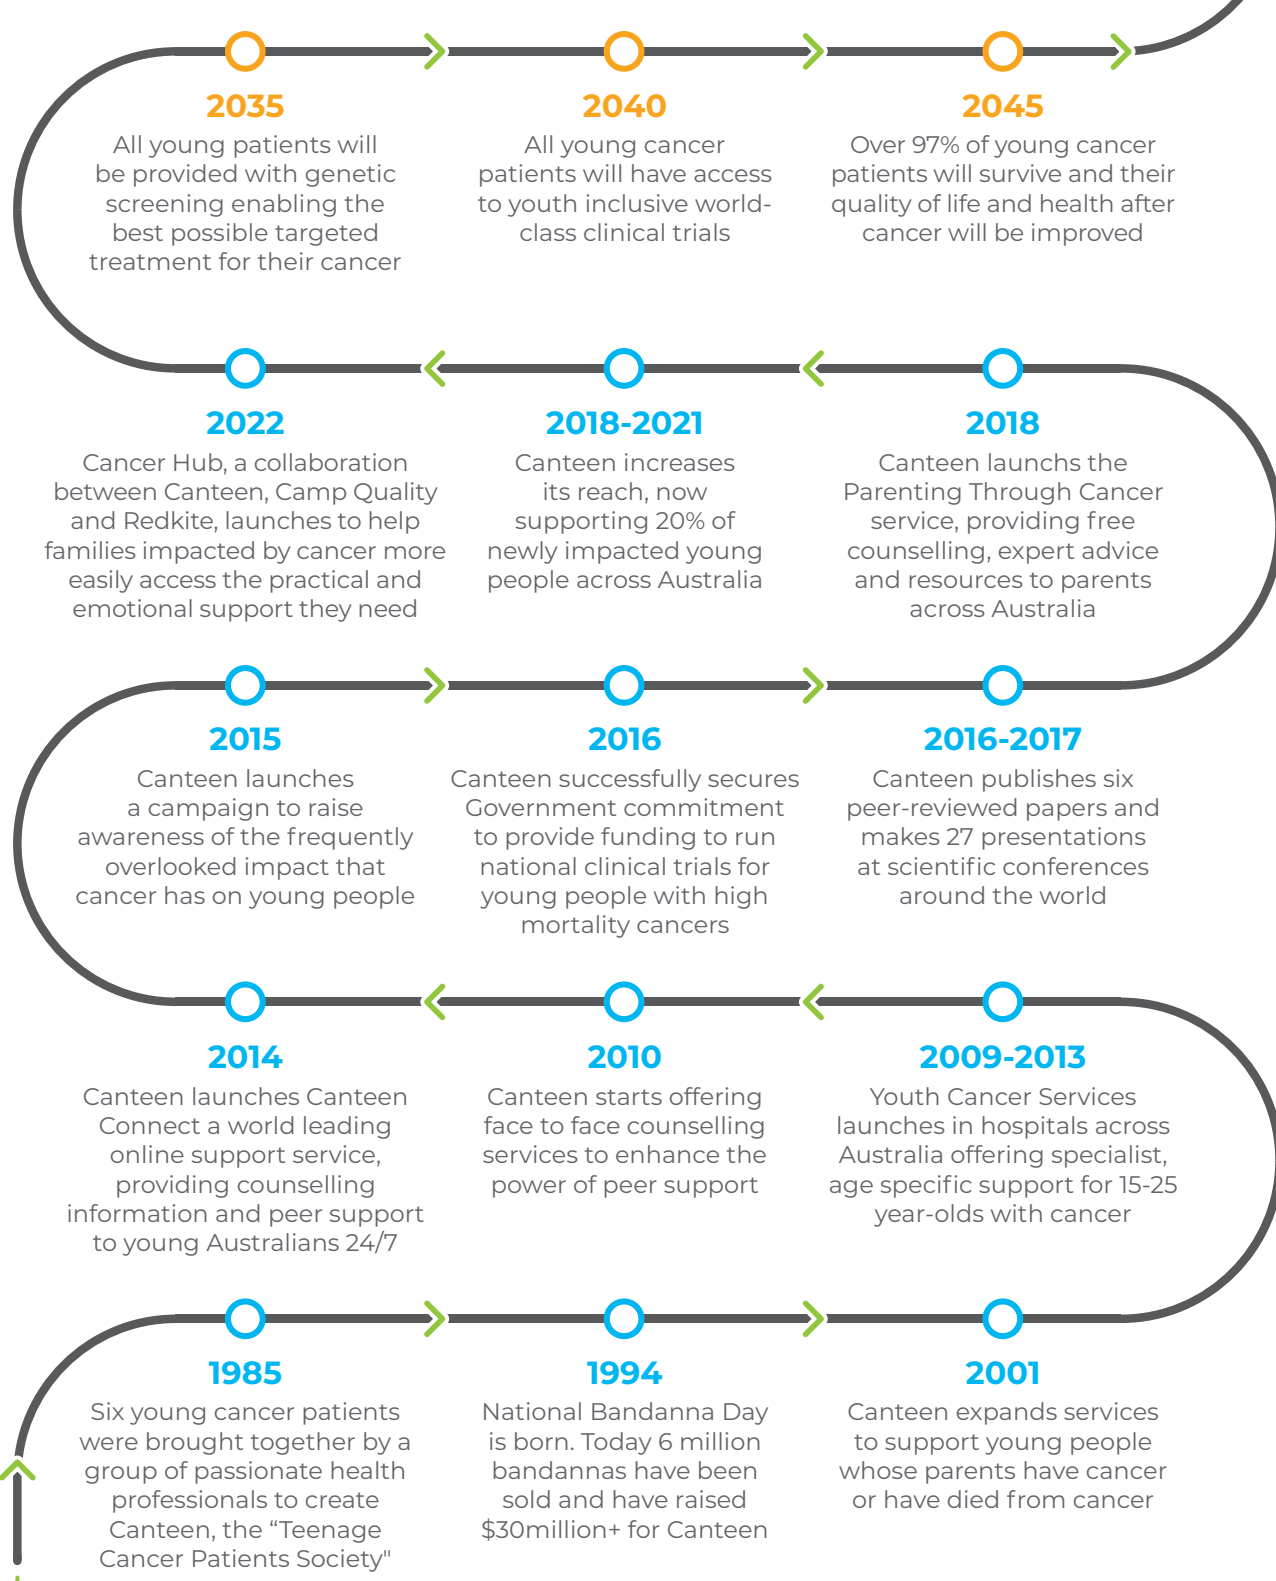 2035
All young patients will
be provided with genetic
screening enabling the
best possible targeted
treatment for their cancer
2040
All young cancer
patients will have access
to youth inclusive world-
class clinical trials
2045
Over 97% of young cancer
patients will survive and their
quality of life and health after
cancer will be improved
2022
Cancer Hub, a collaboration
between Canteen, Camp Quality
and Redkite, launches to help
families impacted by cancer more
easily access the practical and
emotional support they need
2018-2021
Canteen increases
its reach, now
supporting 20% of
newly impacted young
people across Australia
2018
Canteen launchs the
Parenting Through Cancer
service, providing free
counselling, expert advice
and resources to parents
across Australia
2015
Canteen launches
a campaign to raise
awareness of the frequently
overlooked impact that
cancer has on young people
2016
Canteen successfully secures
Government commitment
to provide funding to run
national clinical trials for
young people with high
mortality cancers
2016-2017
Canteen publishes six
peer-reviewed papers and
makes 27 presentations
at scientific conferences
around the world
2014
Canteen launches Canteen
Connect a world leading
online support service,
providing counselling
information and peer support
to young Australians 24/7
2010
Canteen starts offering
face to face counselling
services to enhance the
power of peer support
2009-2013
Youth Cancer Services
launches in hospitals across
Australia offering specialist,
age specific support for 15-25
year-olds with cancer
1985
Six young cancer patients
were brought together by a
group of passionate health
professionals to create
Canteen, the “Teenage
Cancer Patients Society"
1994
National Bandanna Day
is born. Today 6 million
bandannas have been
sold and have raised
$30million+ for Canteen
2001
Canteen expands services
to support young people
whose parents have cancer
or have died from cancer